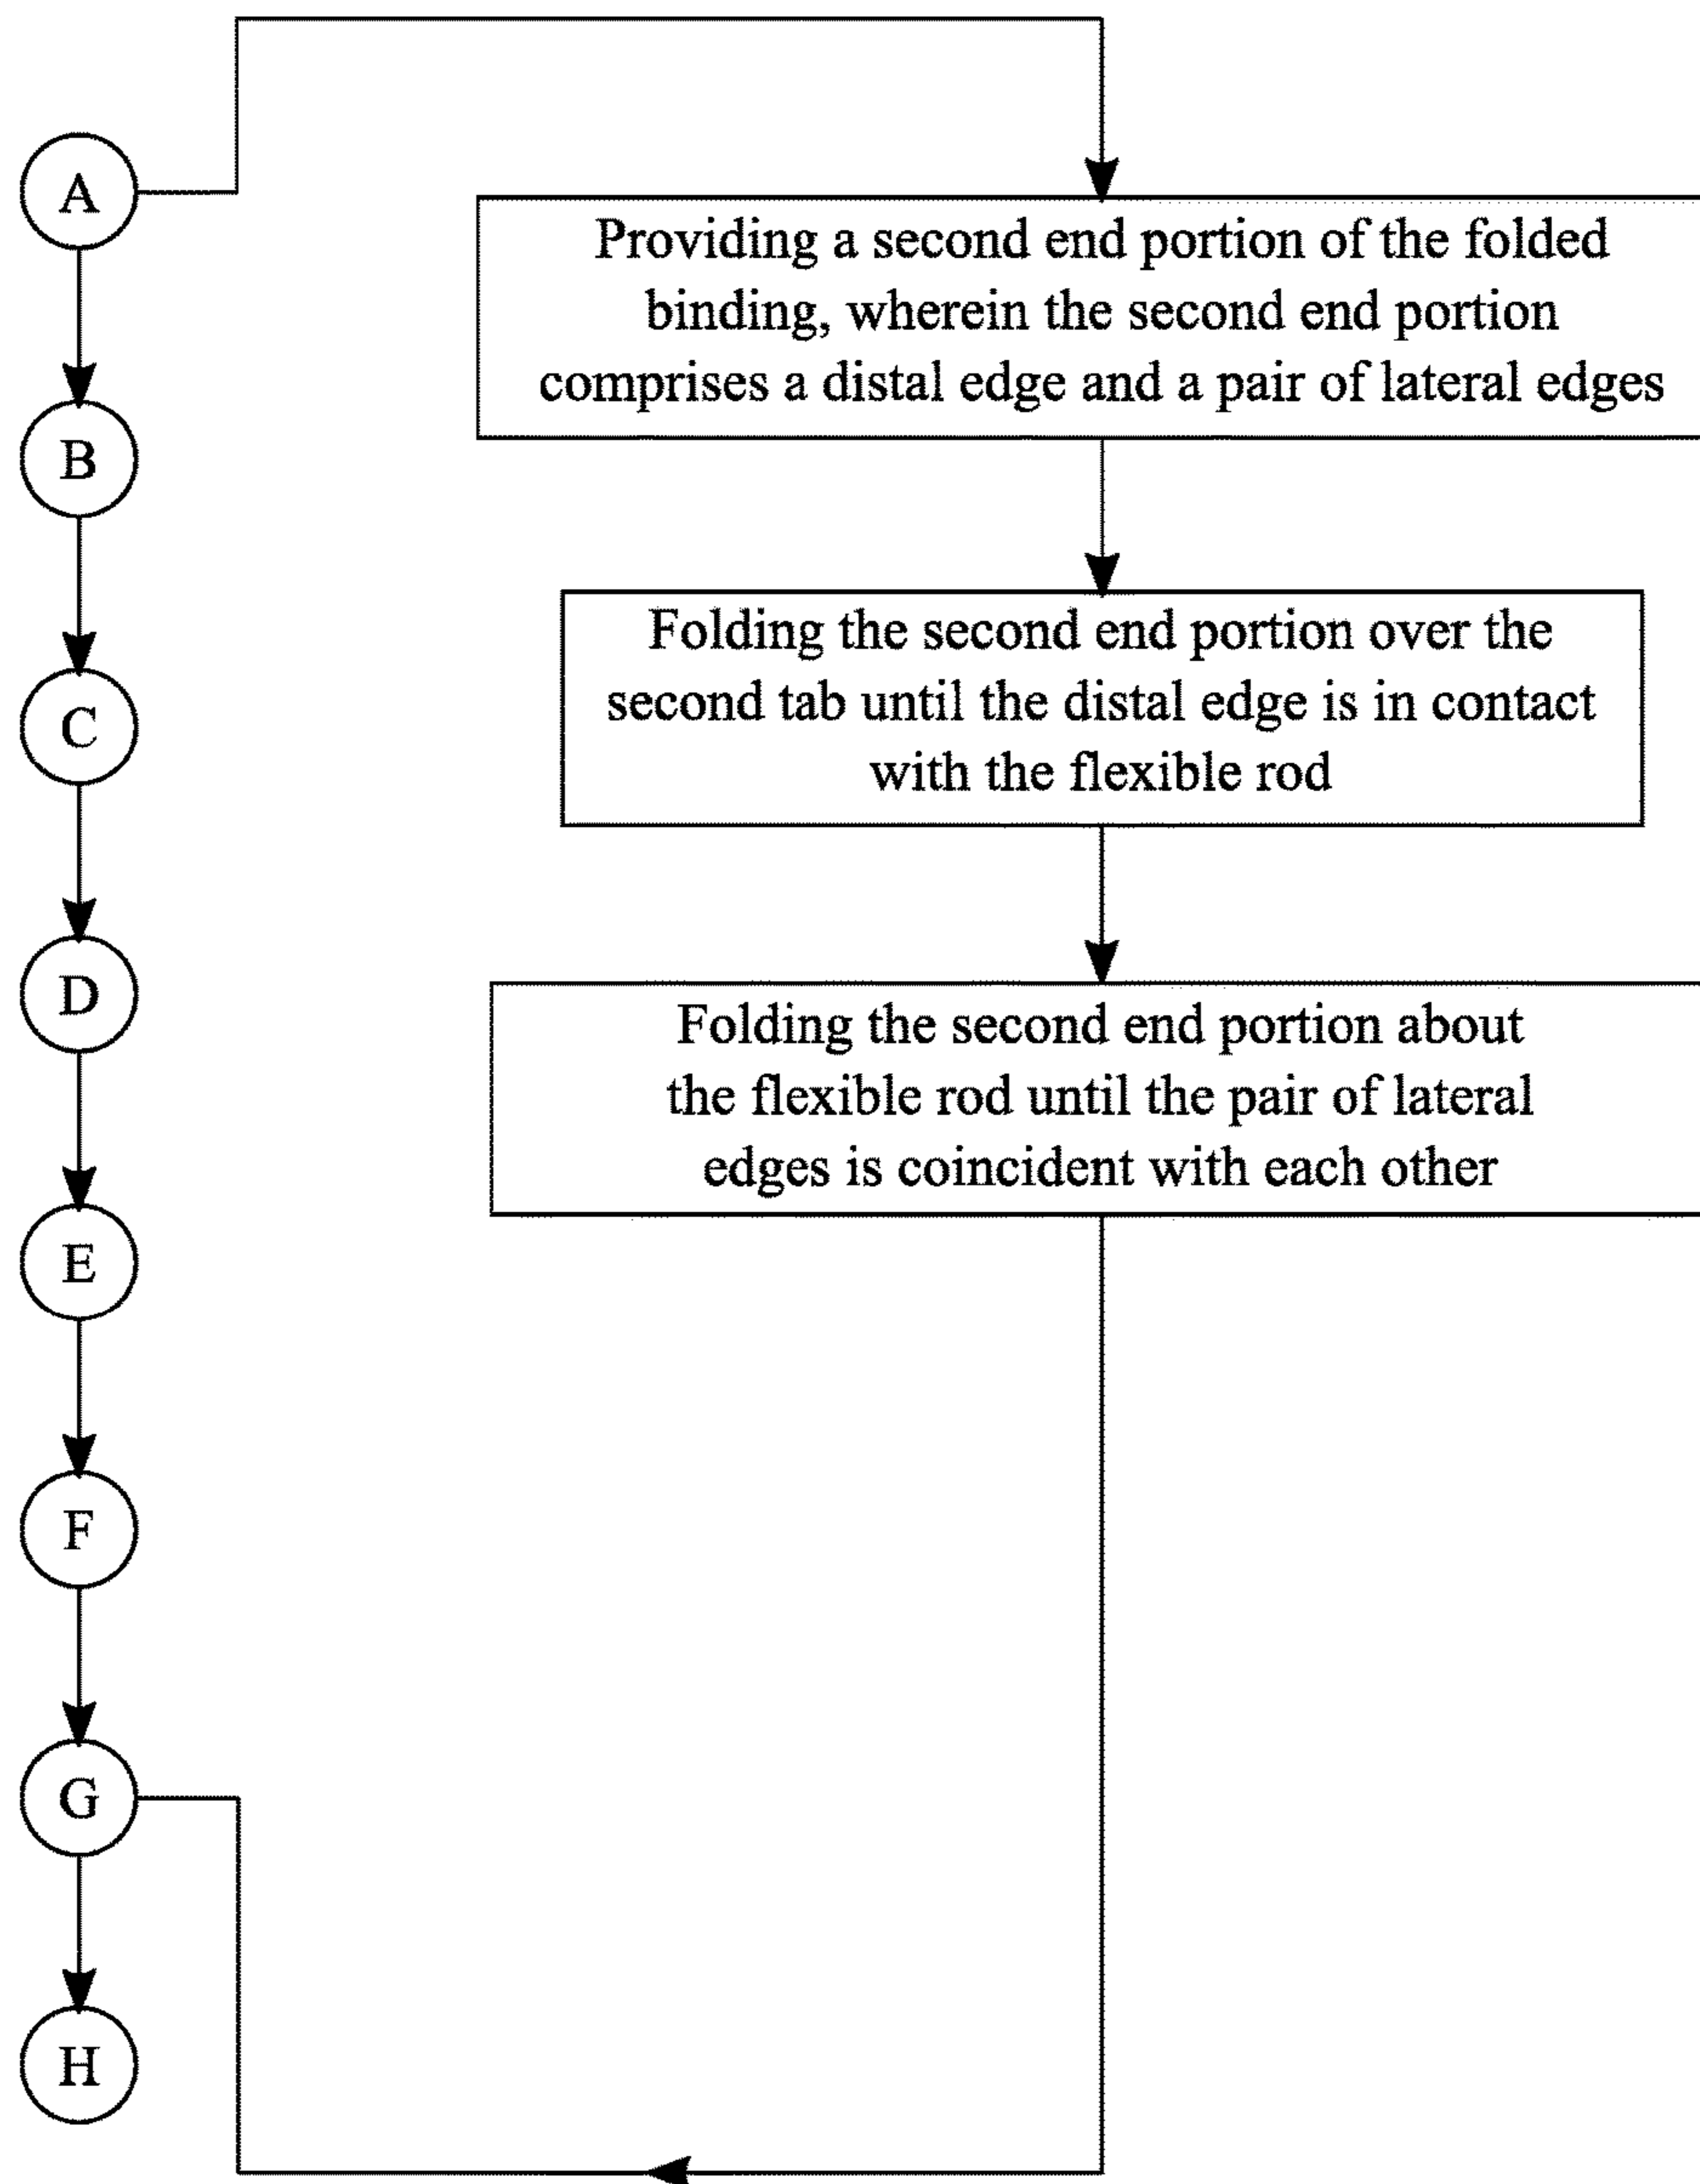 A
Providing a second end portion of the folded
binding, wherein the second end portion
comprises a distal edge and a pair of lateral edges
B
Folding the second end portion over the
second tab until the distal edge is in contact
with the flexible rod
C
D
Folding the second end portion about
the flexible rod until the pair of lateral
edges is coincident with each other
E
F
G
H